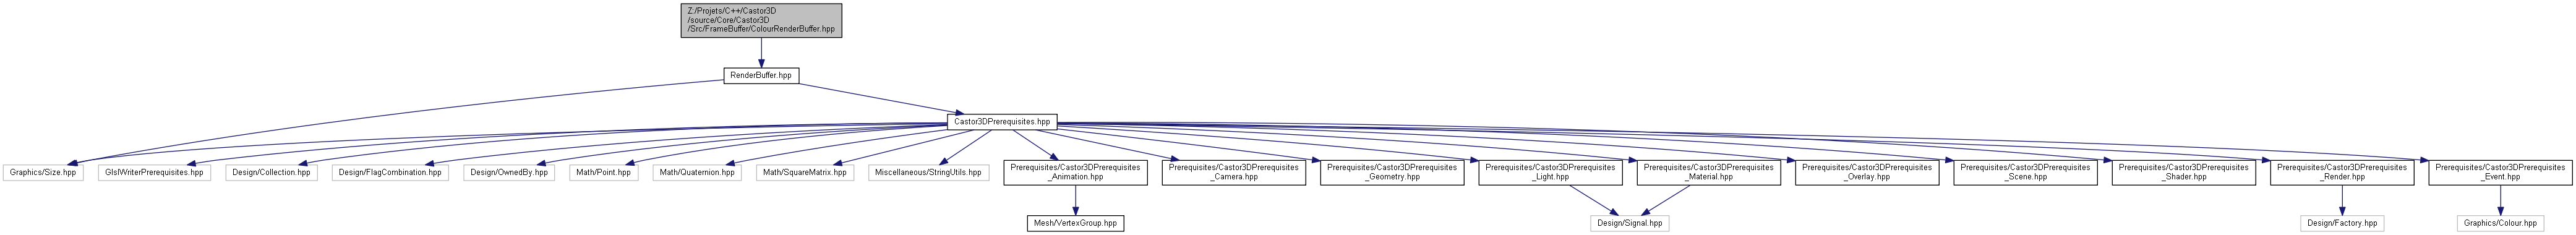 Z:/Projets/C++/Castor3D
/source/Core/Castor3D
/Src/FrameBuffer/ColourRenderBuffer.hpp
RenderBuffer.hpp
Castor3DPrerequisites.hpp
Graphics/Size.hpp
GlslWriterPrerequisites.hpp
Design/Collection.hpp
Design/FlagCombination.hpp
Design/OwnedBy.hpp
Math/Point.hpp
Math/Quaternion.hpp
Math/SquareMatrix.hpp
Miscellaneous/StringUtils.hpp
Prerequisites/Castor3DPrerequisites
_Animation.hpp
Prerequisites/Castor3DPrerequisites
_Camera.hpp
Prerequisites/Castor3DPrerequisites
_Geometry.hpp
Prerequisites/Castor3DPrerequisites
_Light.hpp
Prerequisites/Castor3DPrerequisites
_Material.hpp
Prerequisites/Castor3DPrerequisites
_Overlay.hpp
Prerequisites/Castor3DPrerequisites
_Scene.hpp
Prerequisites/Castor3DPrerequisites
_Shader.hpp
Prerequisites/Castor3DPrerequisites
_Render.hpp
Prerequisites/Castor3DPrerequisites
_Event.hpp
Mesh/VertexGroup.hpp
Design/Signal.hpp
Design/Factory.hpp
Graphics/Colour.hpp